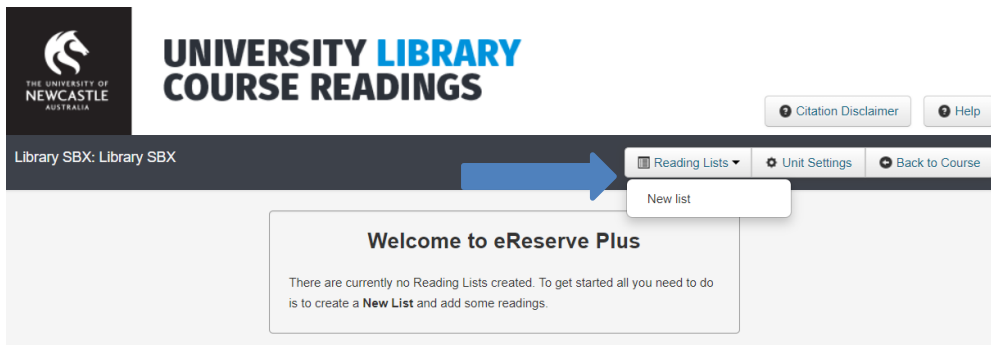 THE UNIVERSITY OF
NEWCASTLE
AUSTRALIA
UNIVERSITY LIBRARY
COURSE READINGS
Citation Disclaimer
Help
Library SBX: Library SBX
Reading Lists
Unit Settings
Back to Course
New list
Welcome to eReserve Plus
There are currently no Reading Lists created. To get started all you need to do
is to create a New List and add some readings.